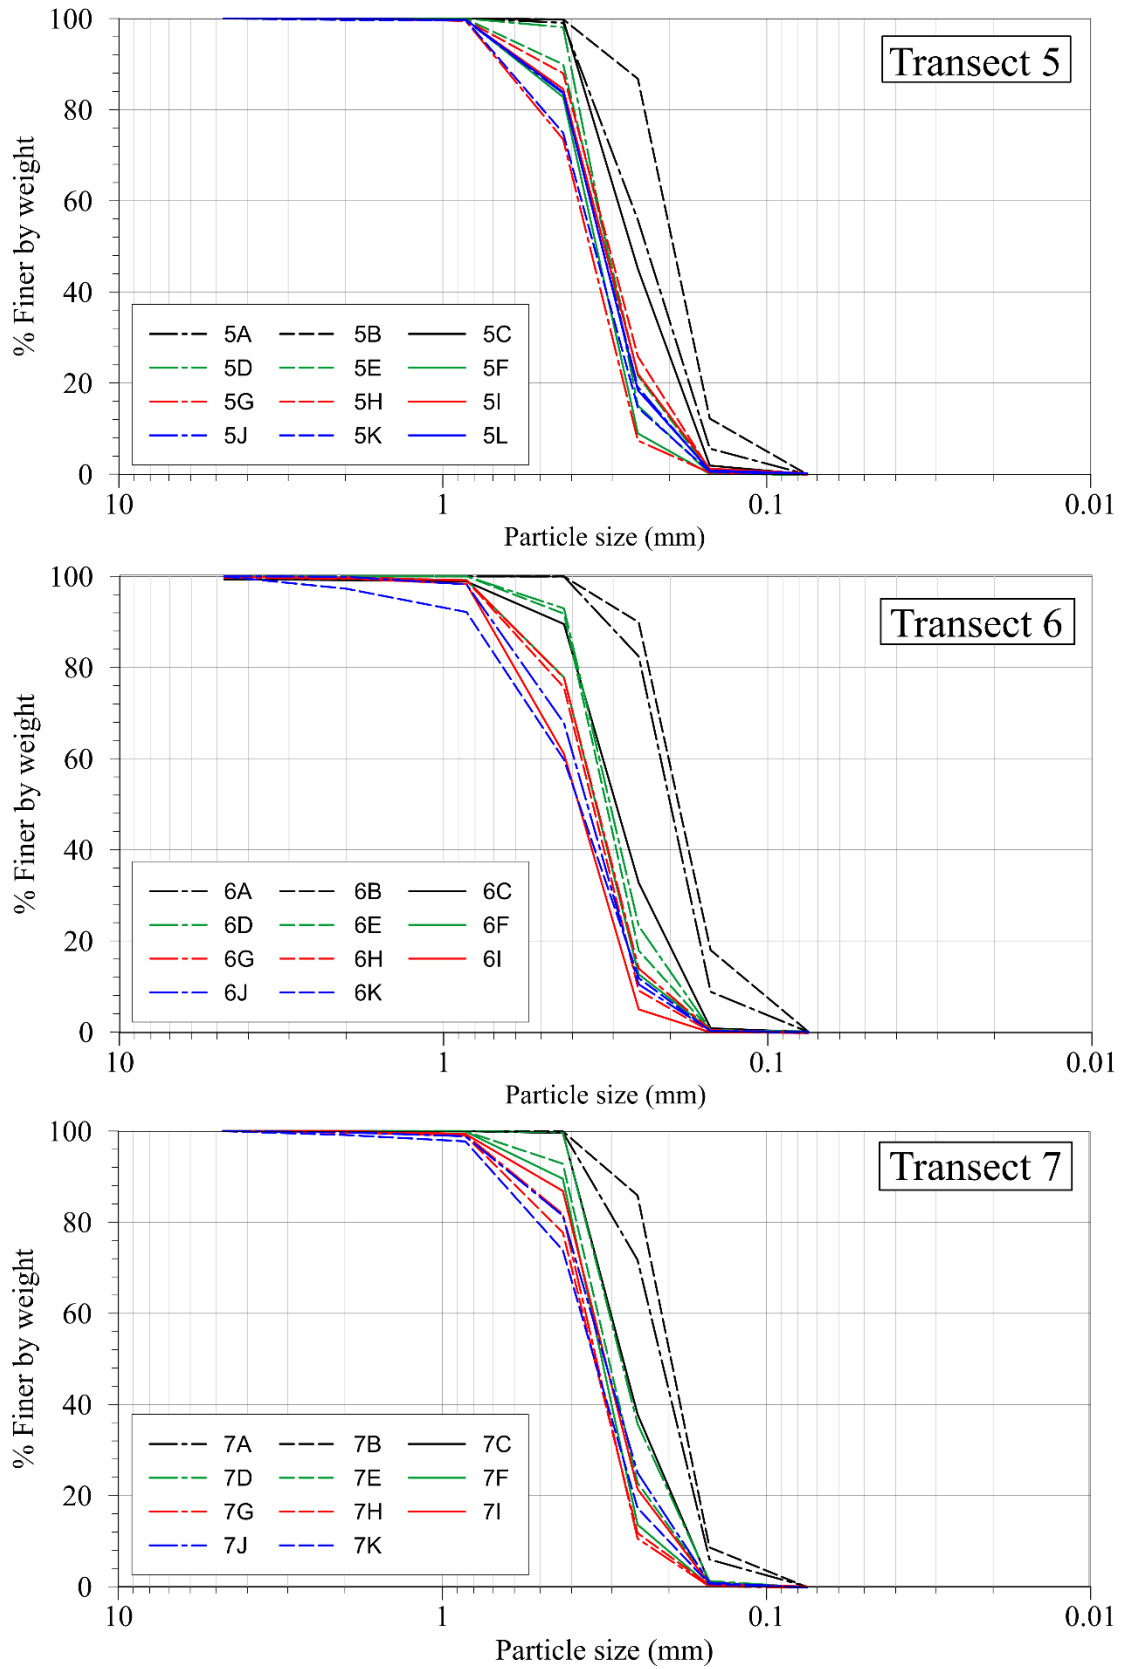 Transect 5
% Finer by weight
100
80
60
40
20
0
5A 5B 5C
5D 5E 5F
5G 5H 5I
5J 5K 5L
10 1 0.1 0.01
Particle size (mm)
Transect 6
% Finer by weight
100
80
60
40
20
0
6A 6B 6C
6D 6E 6F
6G 6H 6I
6J 6K
10 1 0.1 0.01
Particle size (mm)
Transect 7
% Finer by weight
100
80
60
40
20
0
7A 7B 7C
7D 7E 7F
7G 7H 7I
7J 7K
10 1 0.1 0.01
Particle size (mm)